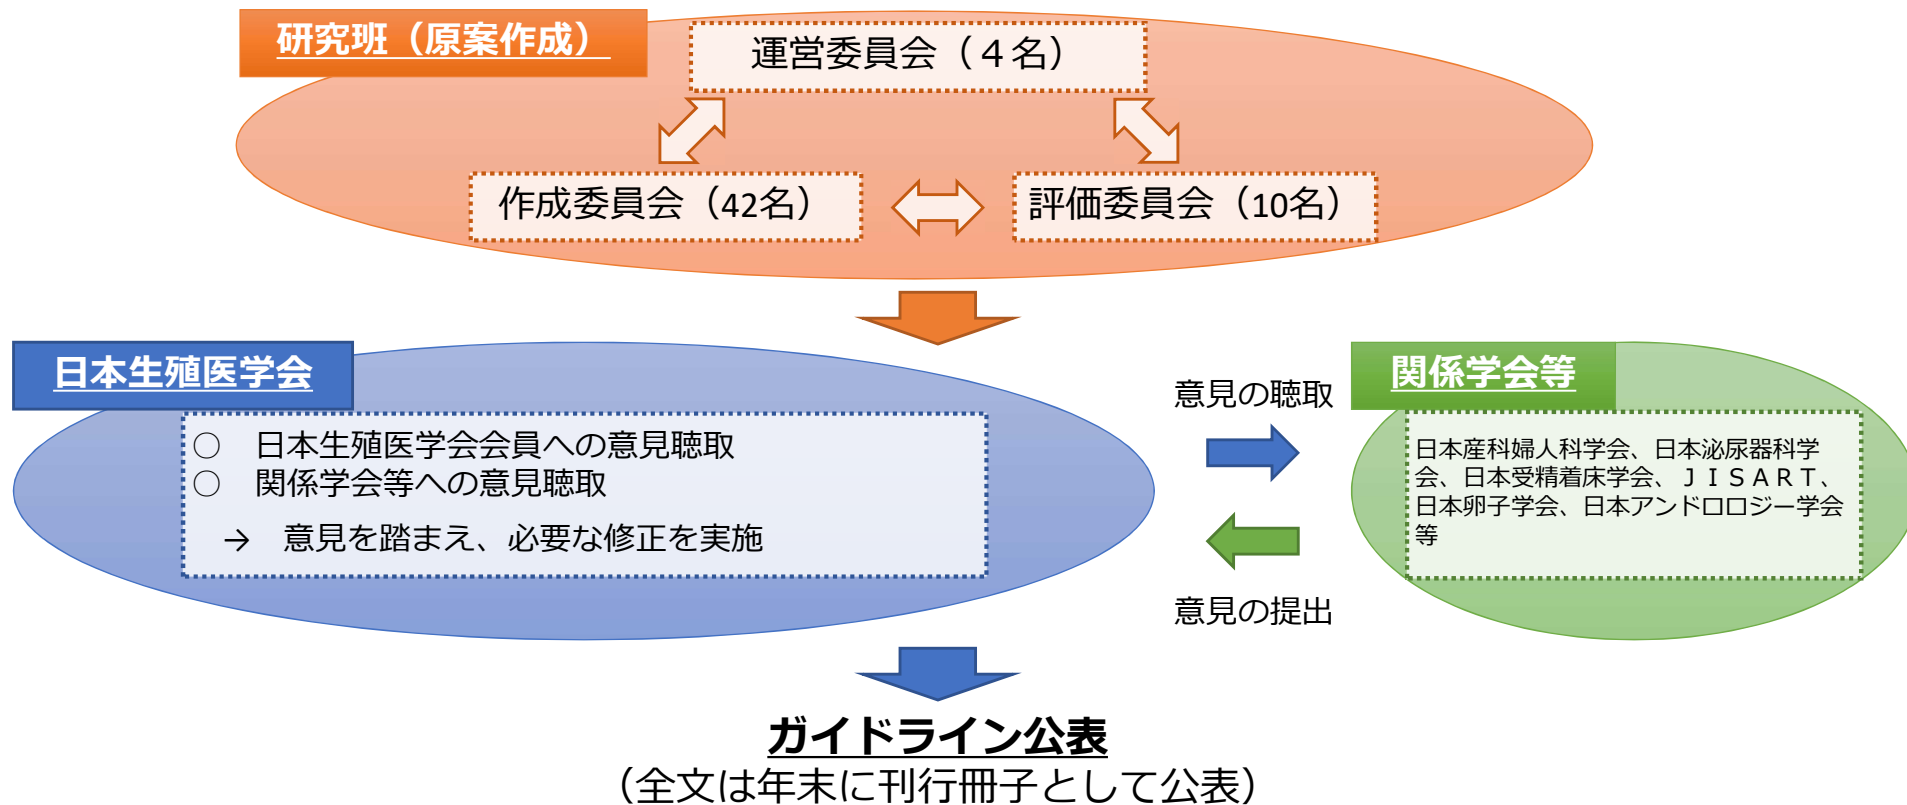 研究班（原案作成）
運営委員会（４名）
作成委員会（42名）
評価委員会（10名）
日本生殖医学会
○　日本生殖医学会会員への意見聴取
○　関係学会等への意見聴取
→　意見を踏まえ、必要な修正を実施
意見の聴取
意見の提出
関係学会等
日本産科婦人科学会、日本泌尿器科学
会、日本受精着床学会、ＪＩＳＡＲＴ、
日本卵子学会、日本アンドロロジー学会
等
ガイドライン公表
（全文は年末に刊行冊子として公表）